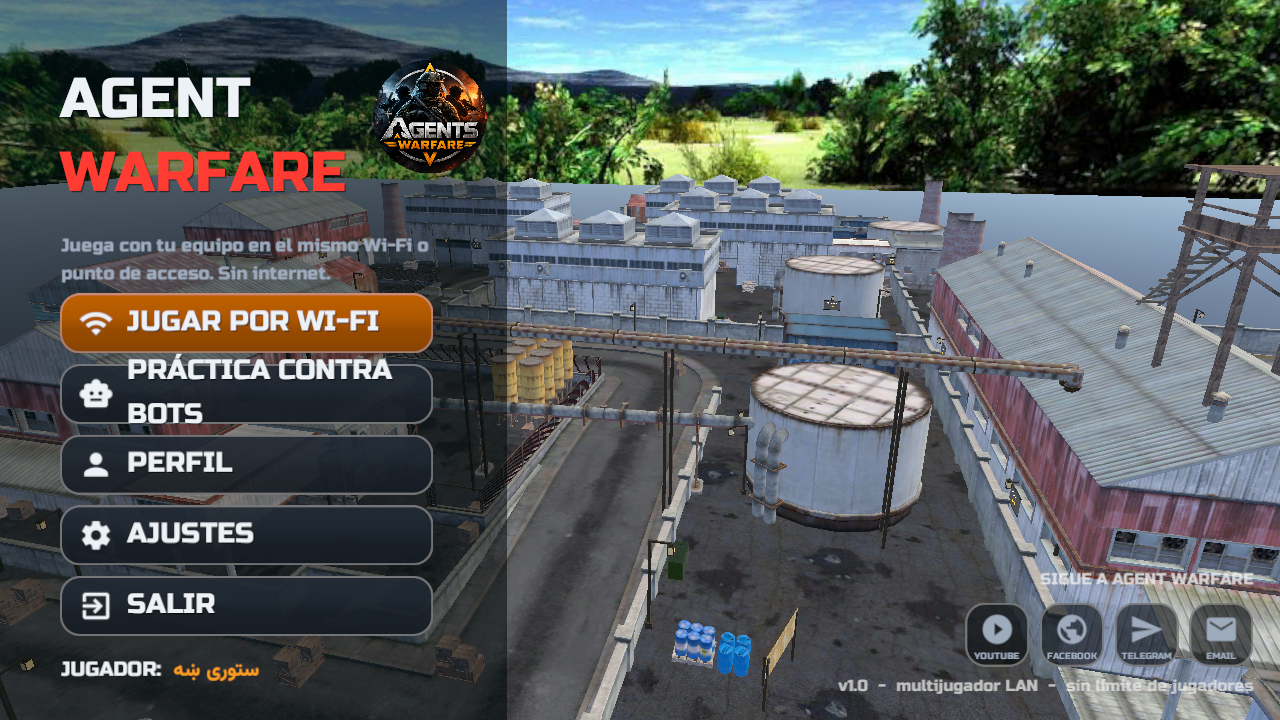 AGENT
WARFARE
AGENTS
WARFARE
Juega con tu equipo en el mismo Wi-Fi o
punto de acceso. Sin internet.
JUGAR POR WI-FI
PRÁCTICA CONTRA
BOTS
PERFIL
AJUSTES
SALIR
JUGADOR: ستوری ښه
SIGUE A AGENT WARFARE
YOUTUBE
FACEBOOK
TELEGRAM
EMAIL
v1.0 - multijugador LAN - sin límite de jugadores